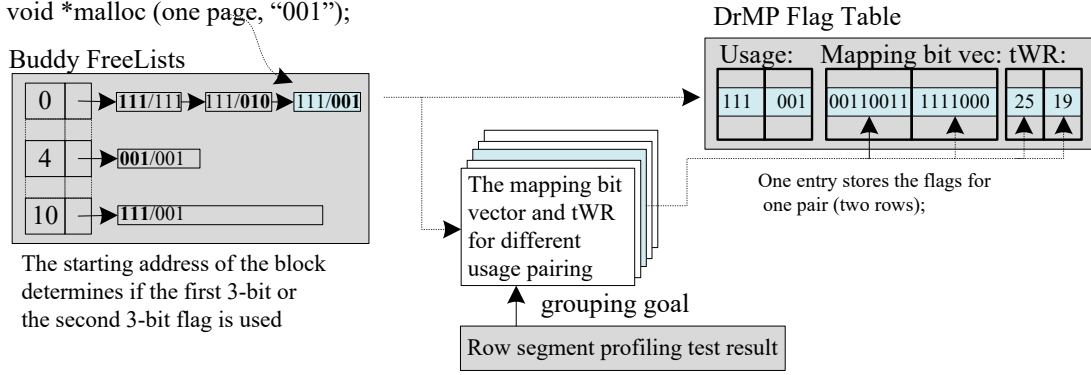 void *malloc (one page, “001”);
Buddy FreeLists
0
111/111
111/010
111/001
4
001/001
10
111/001
The starting address of the block
determines if the first 3-bit or
the second 3-bit flag is used
The mapping bit
vector and tWR
for different
usage pairing
grouping goal
Row segment profiling test result
DrMP Flag Table
Usage: Mapping bit vec: tWR:
111 001 00110011 1111000 25 19
One entry stores the flags for
one pair (two rows);